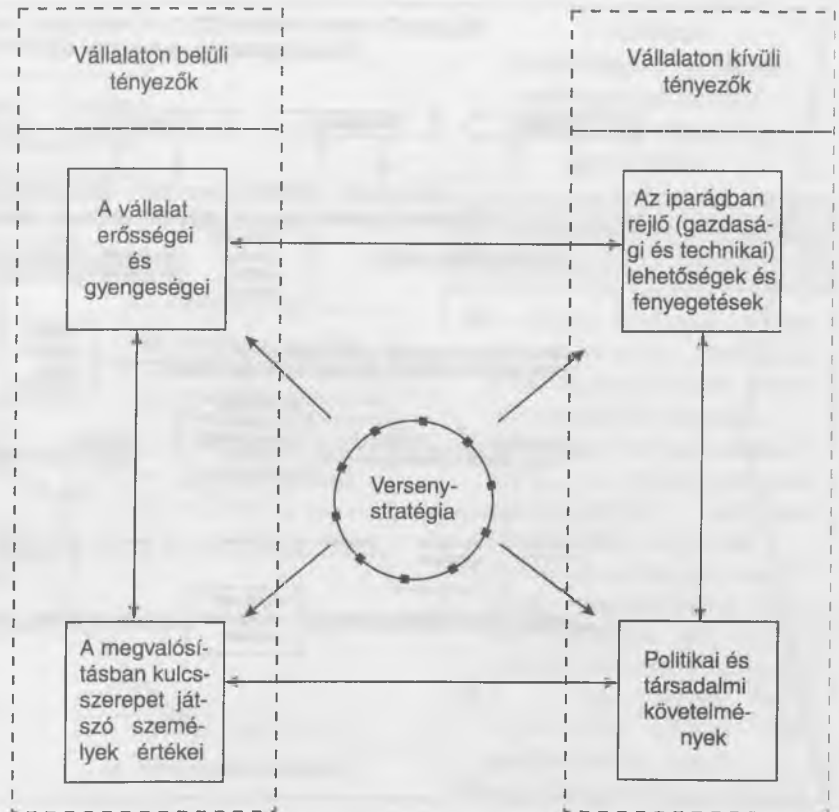 Vállalaton belüli
tényezők
Vállalaton kívüli
tényezők
A vállalat
erősségei
és
gyengeségei
Az iparágban
rejlő (gazdasá-
gi és technikai)
lehetőségek és
fenyegetések
Verseny-
stratégia
A megvalósí-
tásban kulcs-
szerepet ját-
szó szemé-
lyek értékei
Politikai és
társadalmi
követelmé-
nyek